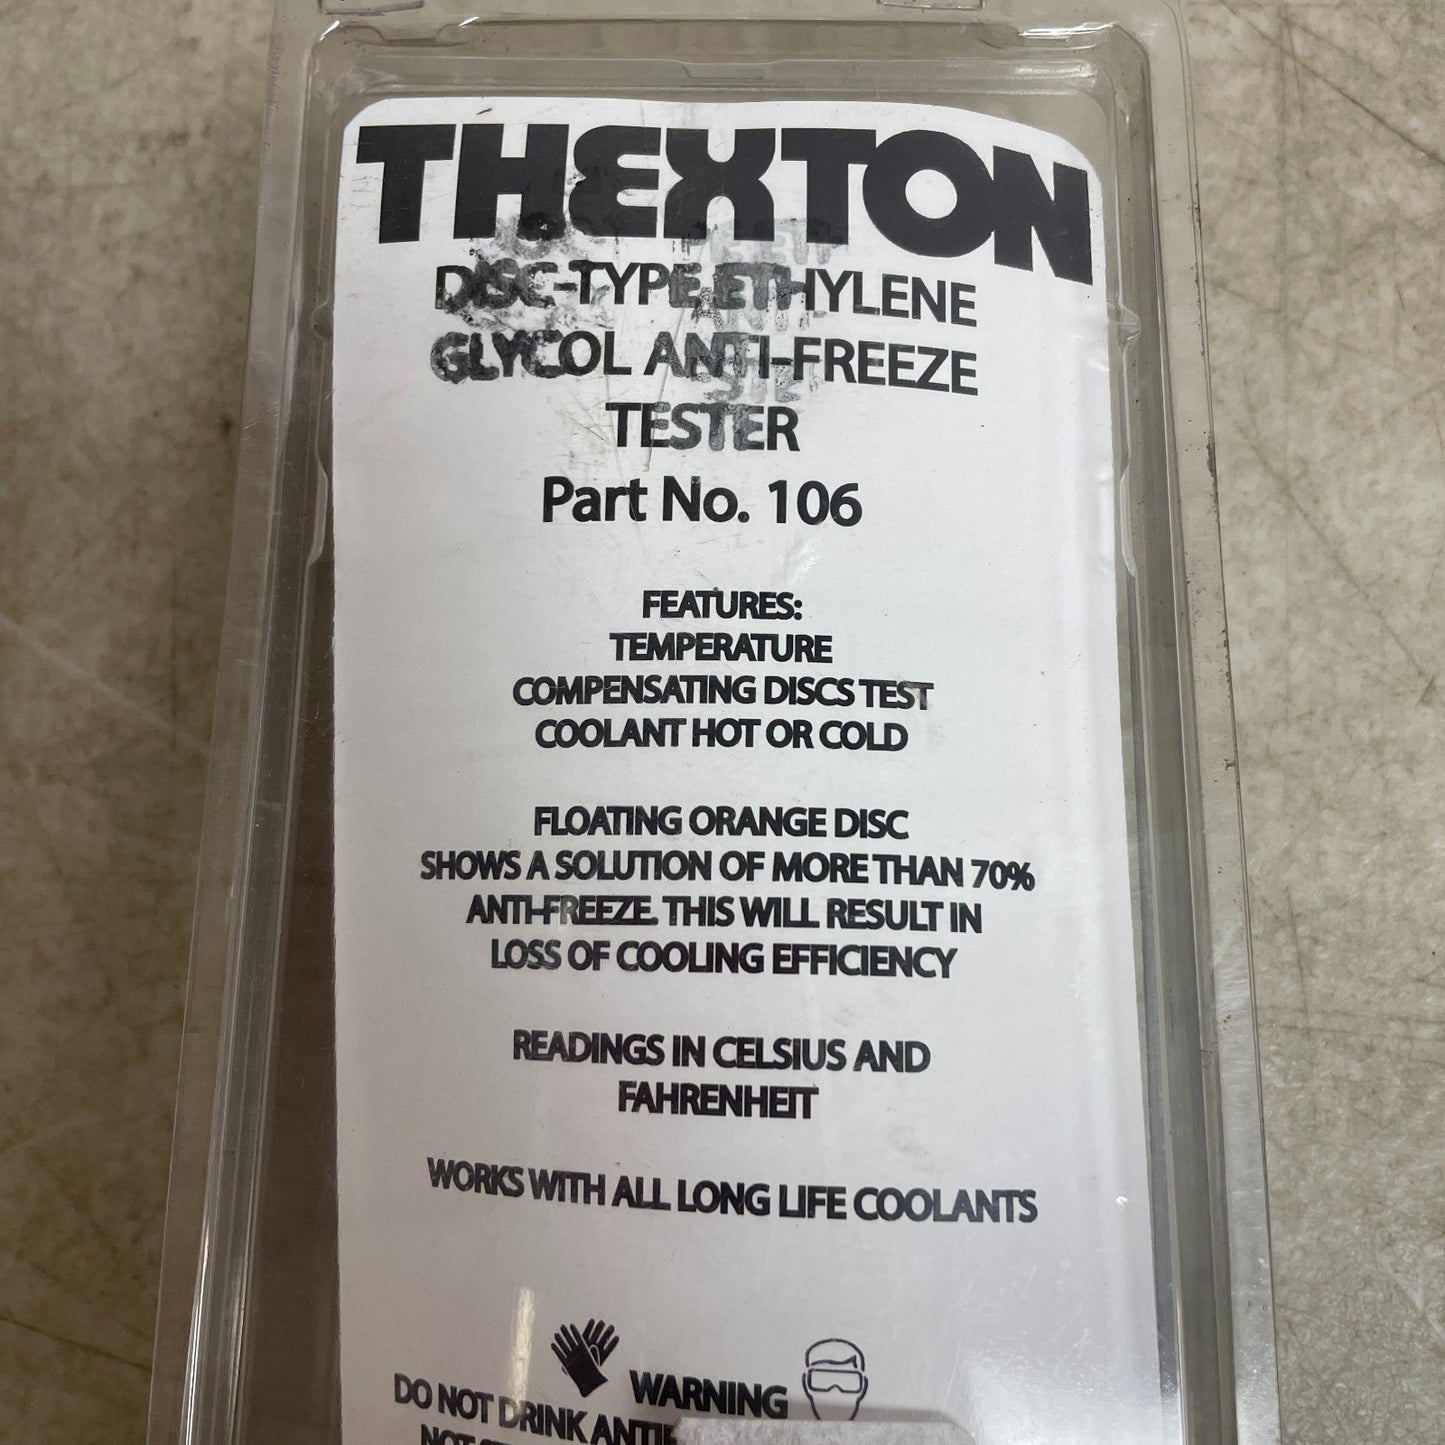 THEXTON
DISC-TYPE ETHYLENE
GLYCOL ANTI-FREEZE
TESTER
Part No. 106
FEATURES:
TEMPERATURE
COMPENSATING DISCS TEST
COOLANT HOT OR COLD
FLOATING ORANGE DISC
SHOWS A SOLUTION OF MORE THAN 70%
ANTI-FREEZE. THIS WILL RESULT IN
LOSS OF COOLING EFFICIENCY
READINGS IN CELSIUS AND
FAHRENHEIT
WORKS WITH ALL LONG LIFE COOLANTS
WARNING
DO NOT DRINK